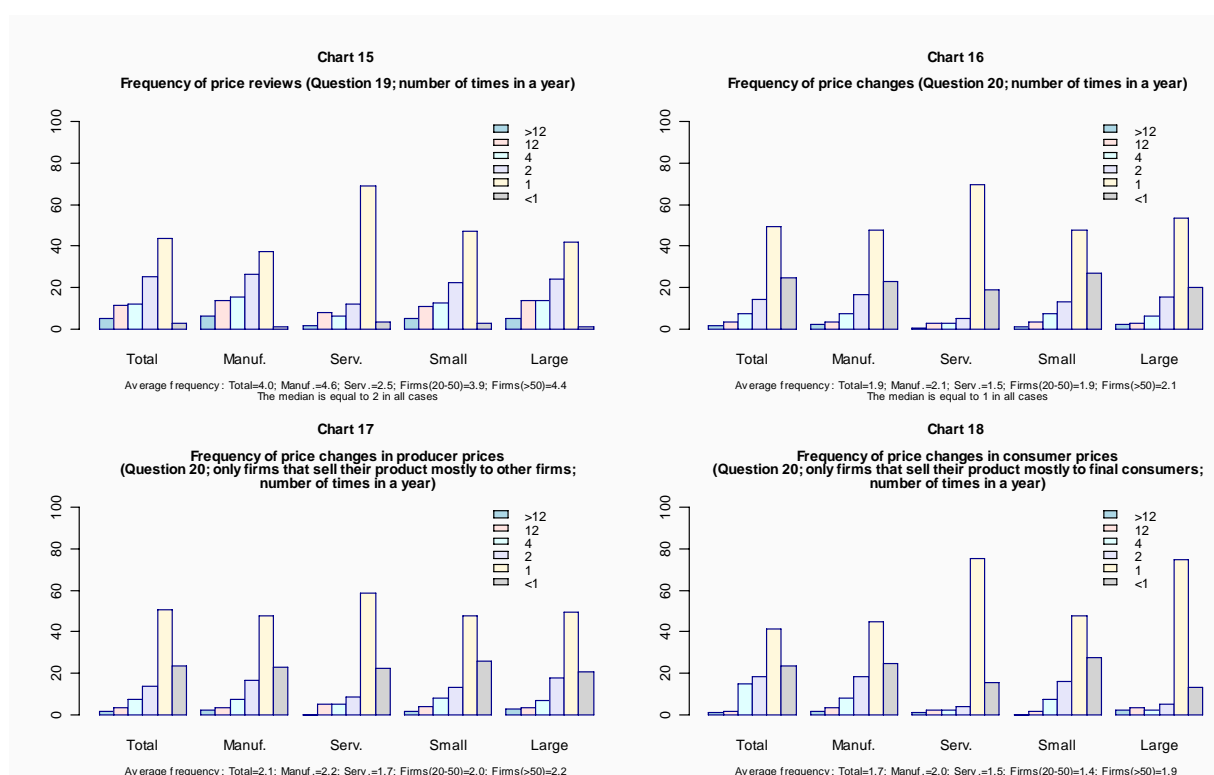 Chart 15
Frequency of price reviews (Question 19; number of times in a year)
100
80
60
40
20
0
>12
12
4
2
1
<1
Total Manuf. Serv. Small Large
Average frequency: Total=4.0; Manuf.=4.6; Serv.=2.5; Firms(20-50)=3.9; Firms(>50)=4.4
The median is equal to 2 in all cases
Chart 16
Frequency of price changes (Question 20; number of times in a year)
100
80
60
40
20
0
>12
12
4
2
1
<1
Total Manuf. Serv. Small Large
Average frequency: Total=1.9; Manuf.=2.1; Serv.=1.5; Firms(20-50)=1.9; Firms(>50)=2.1
The median is equal to 1 in all cases
Chart 17
Frequency of price changes in producer prices
(Question 20; only firms that sell their product mostly to other firms;
number of times in a year)
100
80
60
40
20
0
>12
12
4
2
1
<1
Total Manuf. Serv. Small Large
Average frequency: Total=2.1; Manuf.=2.2; Serv.=1.7; Firms(20-50)=2.0; Firms(>50)=2.2
Chart 18
Frequency of price changes in consumer prices
(Question 20; only firms that sell their product mostly to final consumers;
number of times in a year)
100
80
60
40
20
0
>12
12
4
2
1
<1
Total Manuf. Serv. Small Large
Average frequency: Total=1.7; Manuf.=2.0; Serv.=1.5; Firms(20-50)=1.4; Firms(>50)=1.9